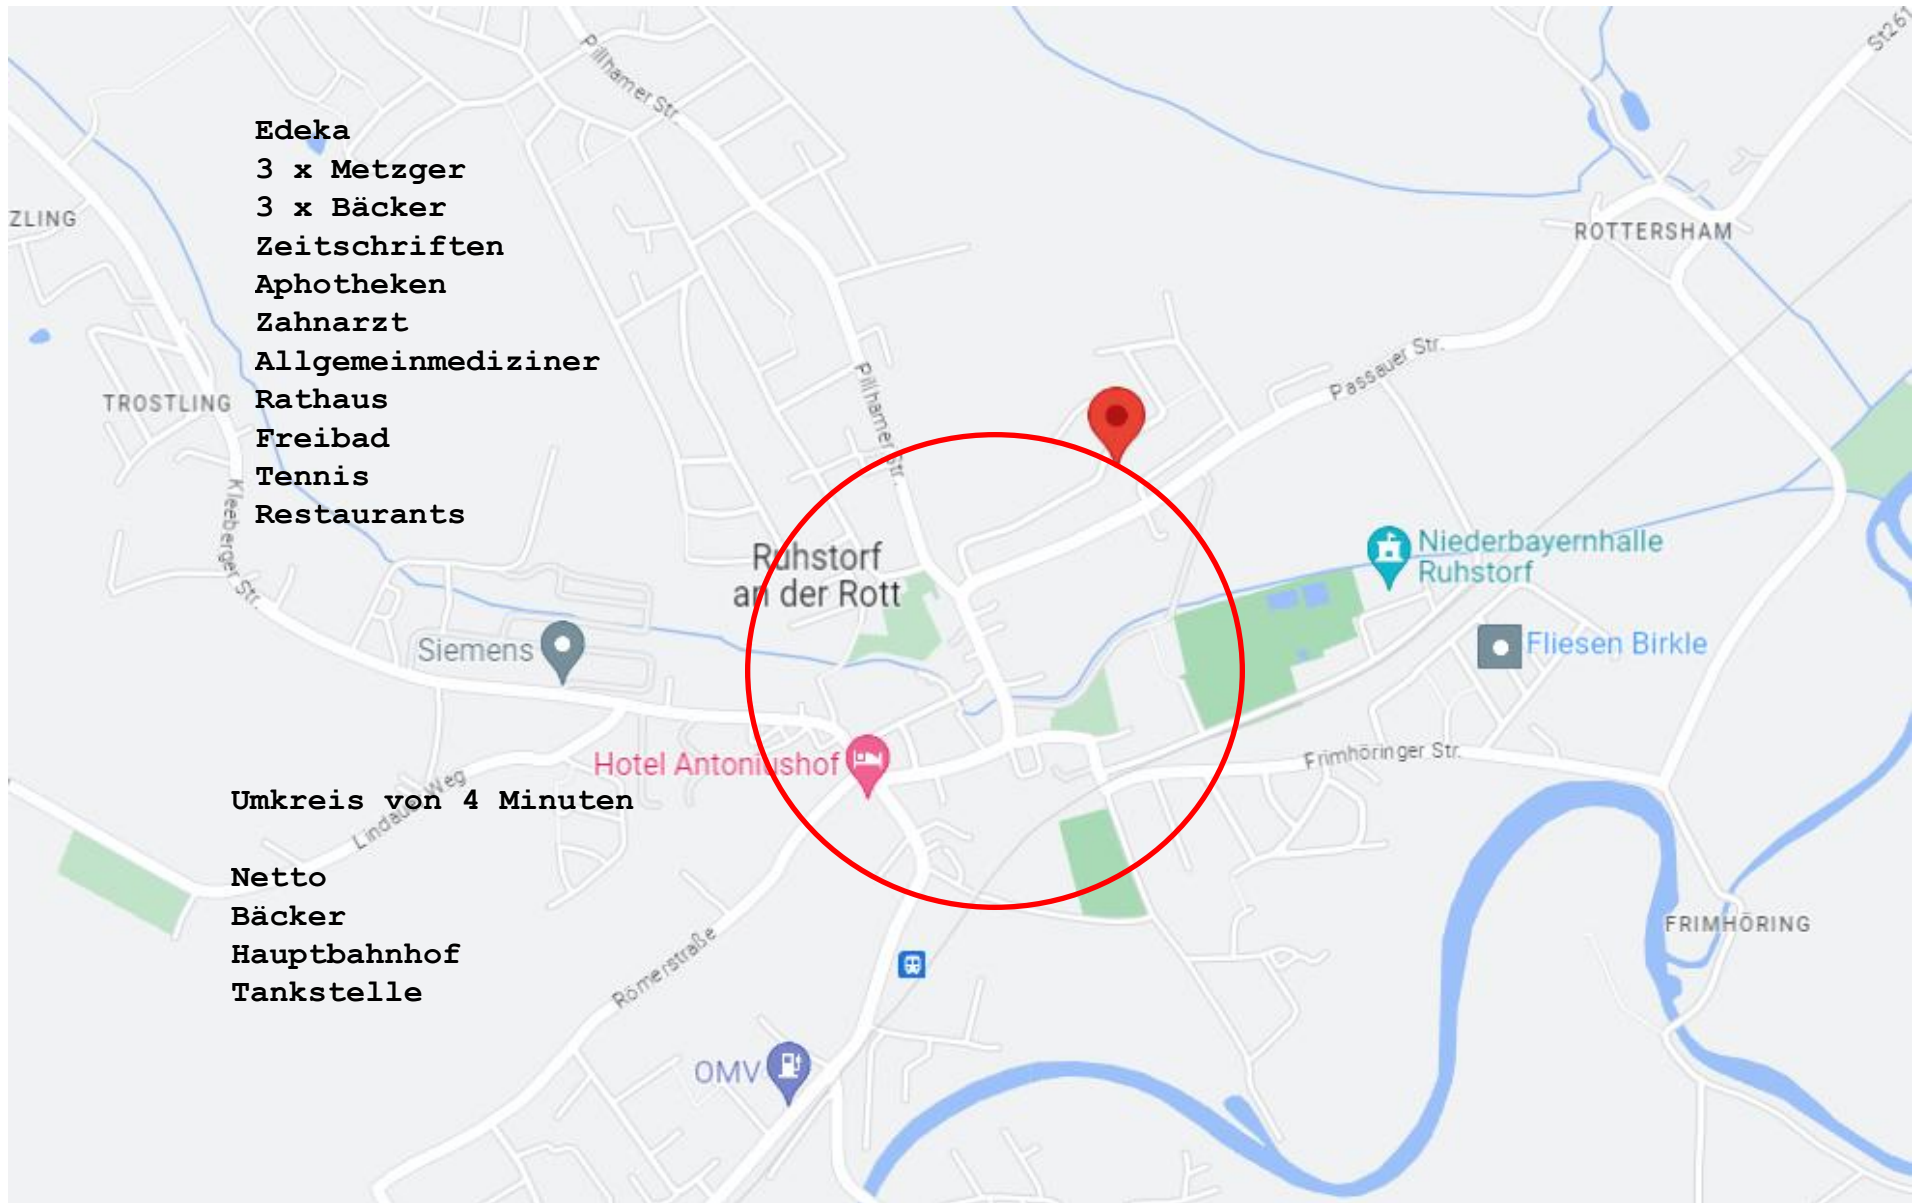 St261
Pillhamer Str.
Edeka
3 x Metzger
3 x Bäcker
ZLING
ROTTERSHAM
Zeitschriften
Aphotheken
Zahnarzt
Allgemeinmediziner
Passauer Str.
TROSTLING
Rathaus
Pillhamer Str.
Freibad
Tennis
Restaurants
Kleeberger Str.
Niederbayernhalle
Ruhstorf
Ruhstorf
an der Rott
Siemens
Fliesen Birkle
Hotel Antoniushof
Frimhöringer Str.
Umkreis von 4 Minuten
Lindauer Weg
Netto
Bäcker
Hauptbahnhof
Tankstelle
FRIMHÖRING
Römerstraße
OMV